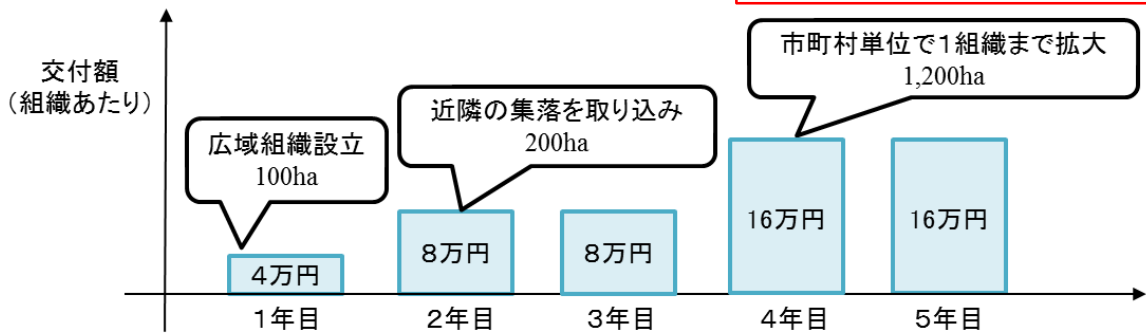 交付額
（組織あたり）
広域組織設立
100ha
近隣の集落を取り込み
200ha
市町村単位で１組織まで拡大
1,200ha
４万円
８万円
８万円
16万円
16万円
１年目
２年目
３年目
４年目
５年目